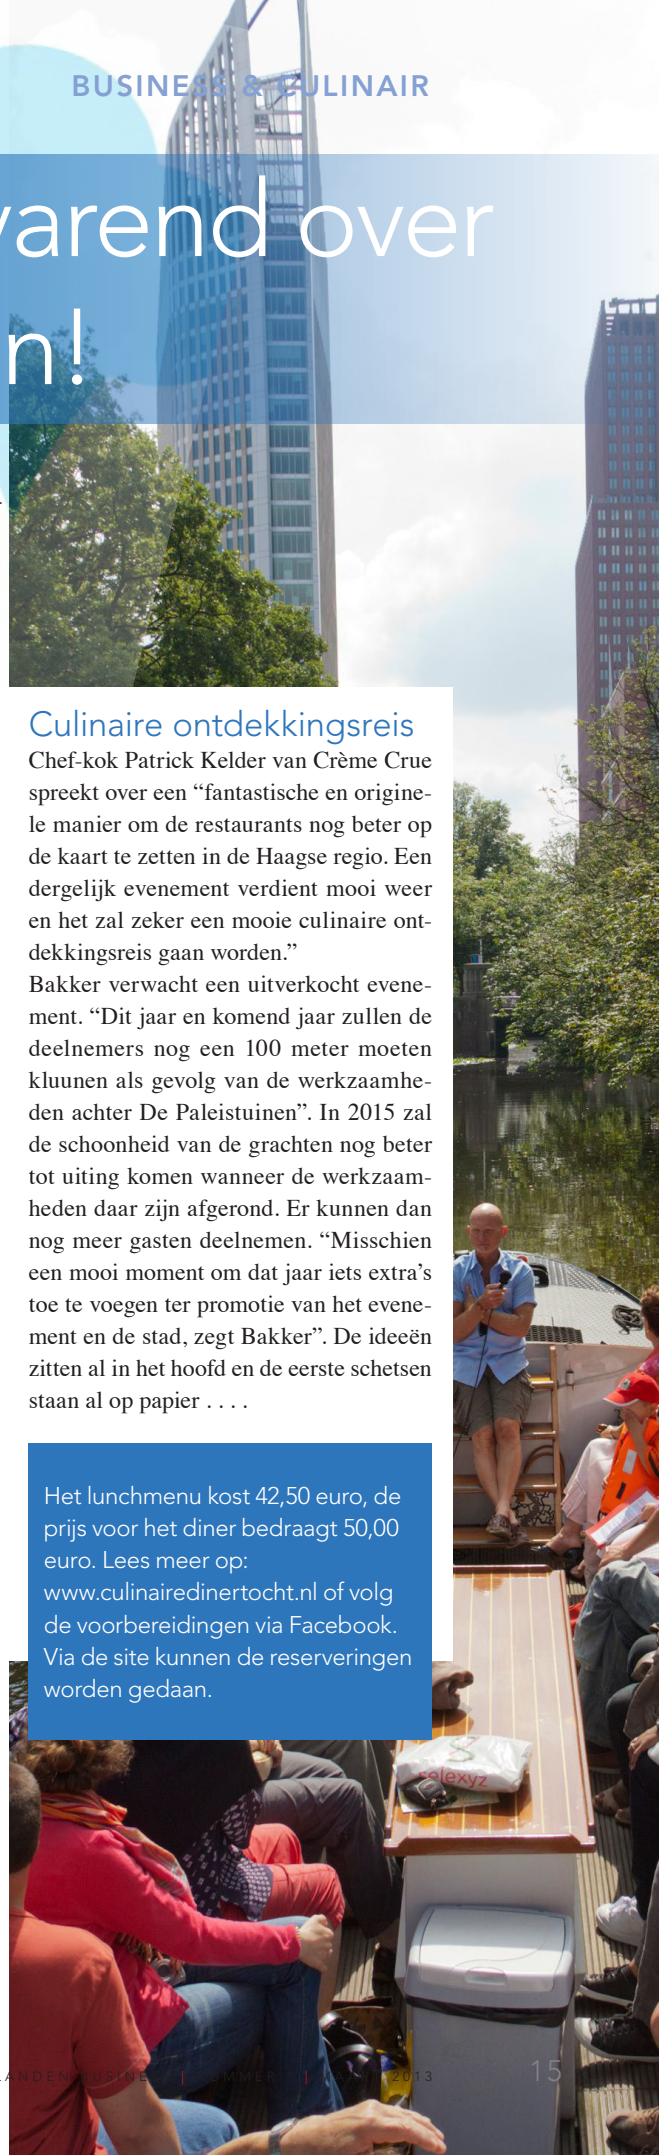 BUSINESS & CULINAIR
varend over
n!
Culinaire ontdekkingsreis
Chef-kok Patrick Kelder van Crème Crue
spreekt over een “fantastische en origine-
le manier om de restaurants nog beter op
de kaart te zetten in de Haagse regio. Een
dergelijk evenement verdient mooi weer
en het zal zeker een mooie culinaire ont-
dekkingsreis gaan worden.”
Bakker verwacht een uitverkocht evene-
ment. “Dit jaar en komend jaar zullen de
deelnemers nog een 100 meter moeten
kluunen als gevolg van de werkzaamhe-
den achter De Paleistuinen”. In 2015 zal
de schoonheid van de grachten nog beter
tot uiting komen wanneer de werkzaam-
heden daar zijn afgerond. Er kunnen dan
nog meer gasten deelnemen. “Misschien
een mooi moment om dat jaar iets extra’s
toe te voegen ter promotie van het evene-
ment en de stad, zegt Bakker”. De ideeën
zitten al in het hoofd en de eerste schetsen
staan al op papier . . . .
Het lunchmenu kost 42,50 euro, de
prijs voor het diner bedraagt 50,00
euro. Lees meer op:
www.culinairedinertocht.nl of volg
de voorbereidingen via Facebook.
Via de site kunnen de reserveringen
worden gedaan.
selexyz
2013
15